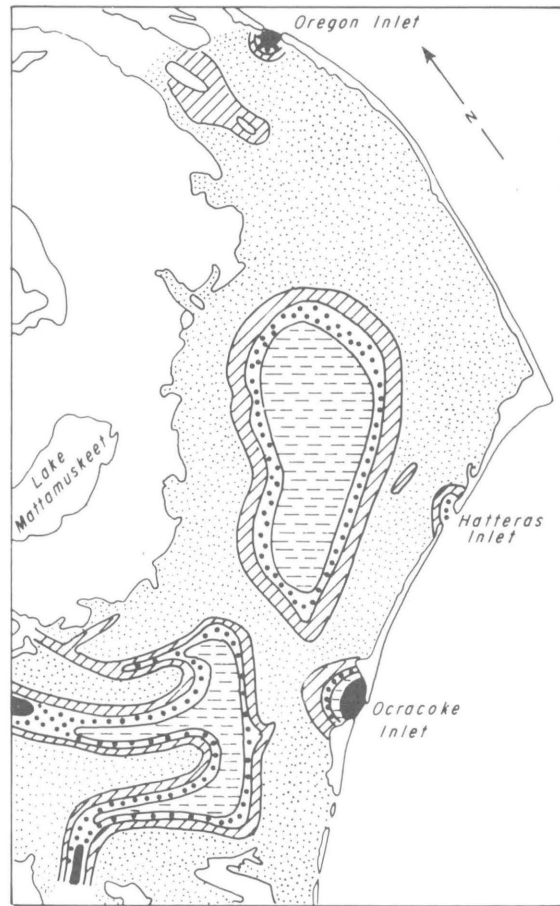 Oregon Inlet
N
Lake
Mattamuskeet
Hatteras
Inlet
Ocracoke
Inlet